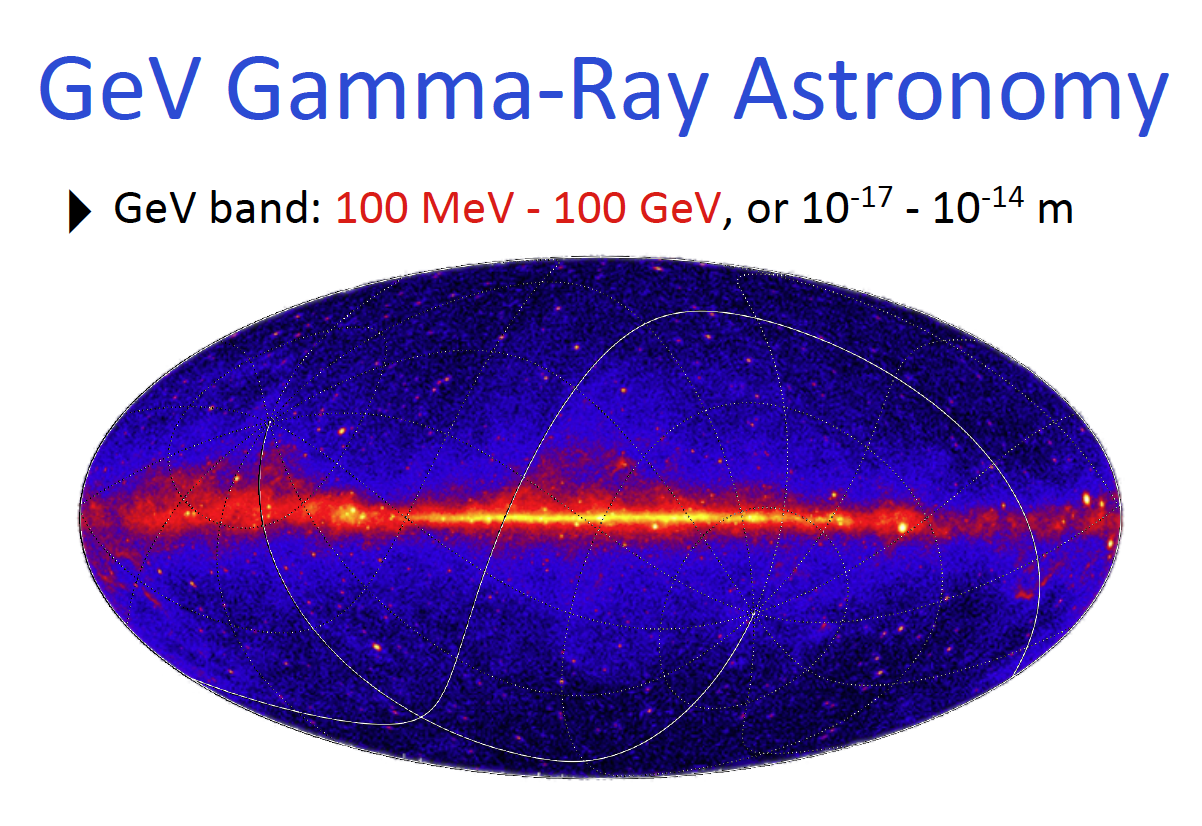 GeV Gamma-Ray Astronomy
GeV band: 100 MeV - 100 GeV, or 10⁻¹⁷ - 10⁻¹⁴ m